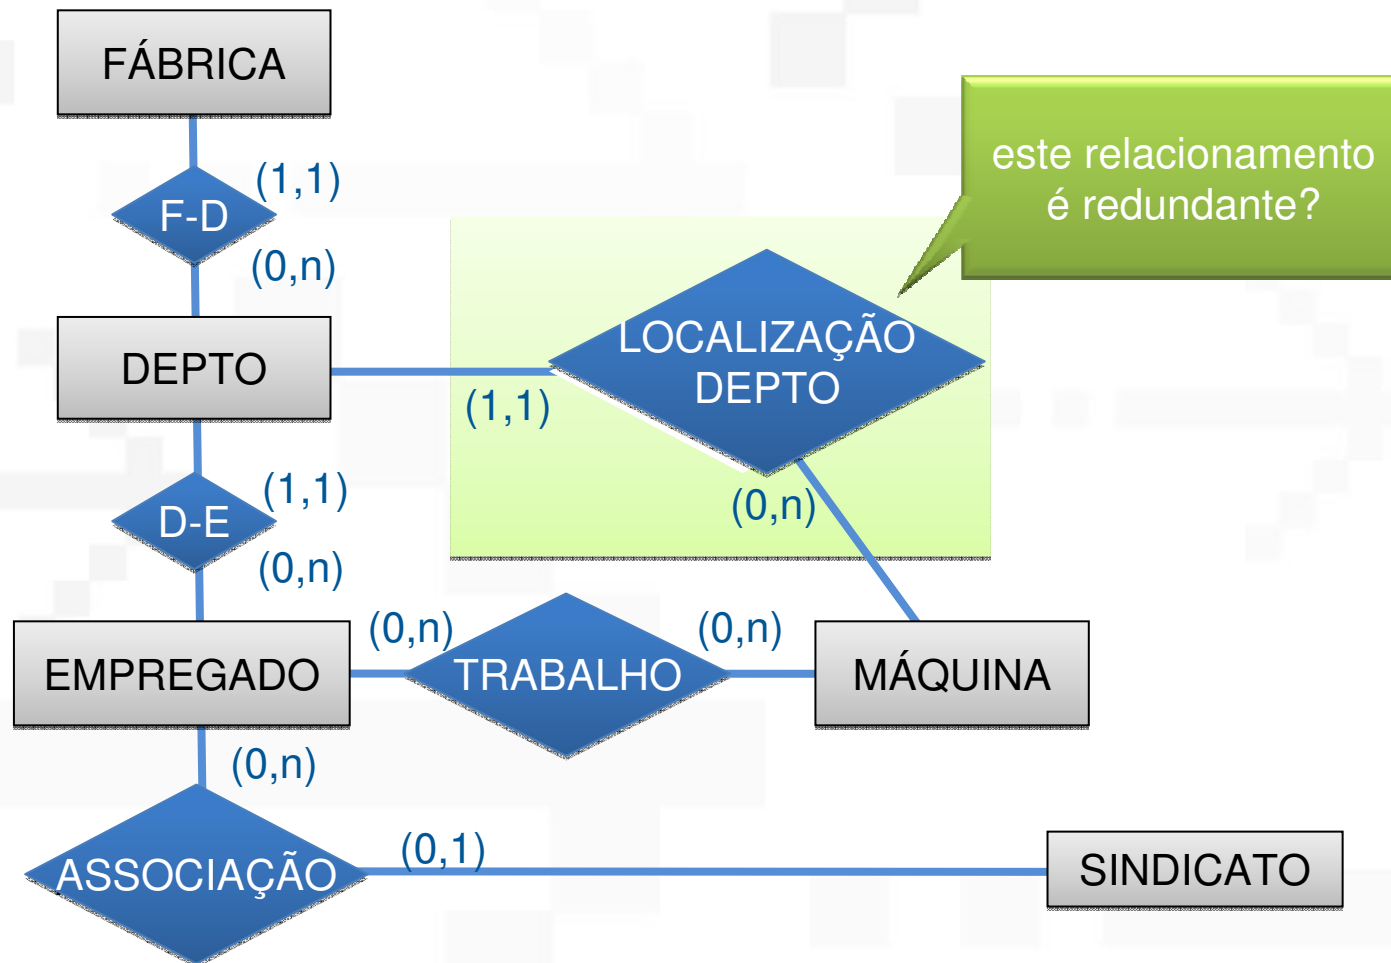 FÁBRICA
(1,1)
F-D
(0,n)
este relacionamento
é redundante?
DEPTO
(1,1)
LOCALIZAÇÃO
DEPTO
(0,n)
(1,1)
D-E
(0,n)
EMPREGADO
(0,n)
TRABALHO
(0,n)
MÁQUINA
(0,n)
ASSOCIAÇÃO
(0,1)
SINDICATO